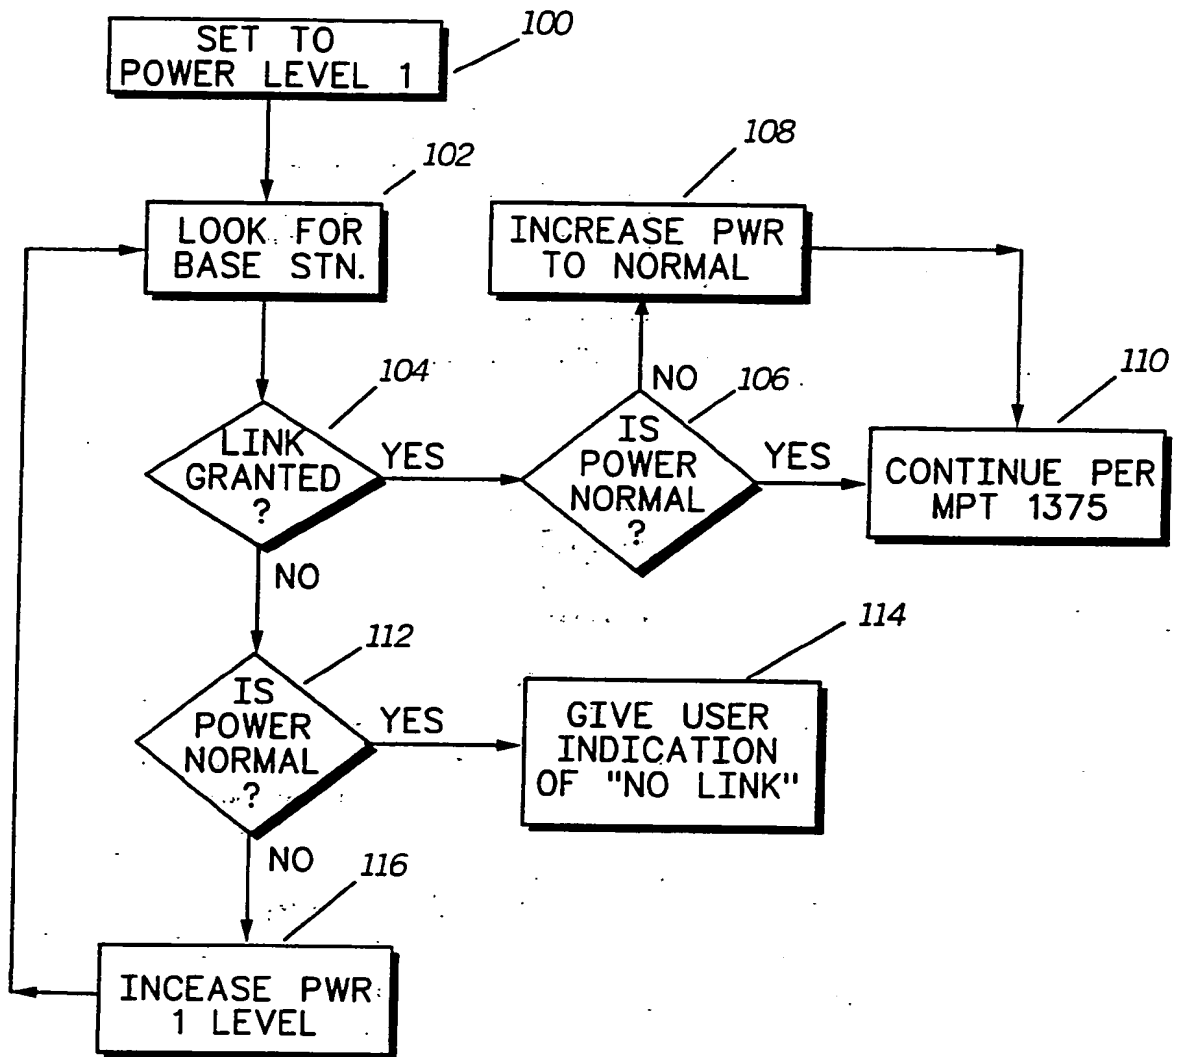 SET TO
POWER LEVEL 1
100
LOOK FOR
BASE STN.
102
INCREASE PWR
TO NORMAL
108
LINK
GRANTED
?
104
YES
NO
IS
POWER
NORMAL
?
106
NO
YES
CONTINUE PER
MPT 1375
110
IS
POWER
NORMAL
?
112
YES
NO
GIVE USER
INDICATION
OF "NO LINK"
114
INCEASE PWR
1 LEVEL
116